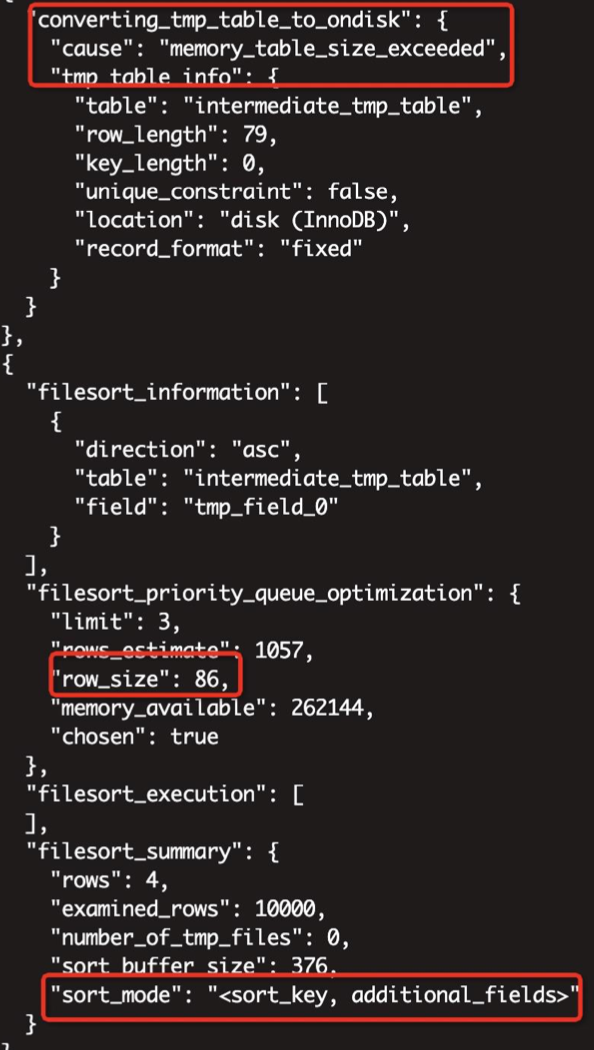 "converting_tmp_table_to_ondisk": {
"cause": "memory_table_size_exceeded",
"tmp_table_info": {
"table": "intermediate_tmp_table",
"row_length": 79,
"key_length": 0,
"unique_constraint": false,
"location": "disk (InnoDB)",
"record_format": "fixed"
}
}
},
{
"filesort_information": [
{
"direction": "asc",
"table": "intermediate_tmp_table",
"field": "tmp_field_0"
}
],
"filesort_priority_queue_optimization": {
"limit": 3,
"rows_estimate": 1057,
"row_size": 86,
"memory_available": 262144,
"chosen": true
},
"filesort_execution": [
],
"filesort_summary": {
"rows": 4,
"examined_rows": 10000,
"number_of_tmp_files": 0,
"sort_buffer_size": 376,
"sort_mode": "<sort_key, additional_fields>"
}